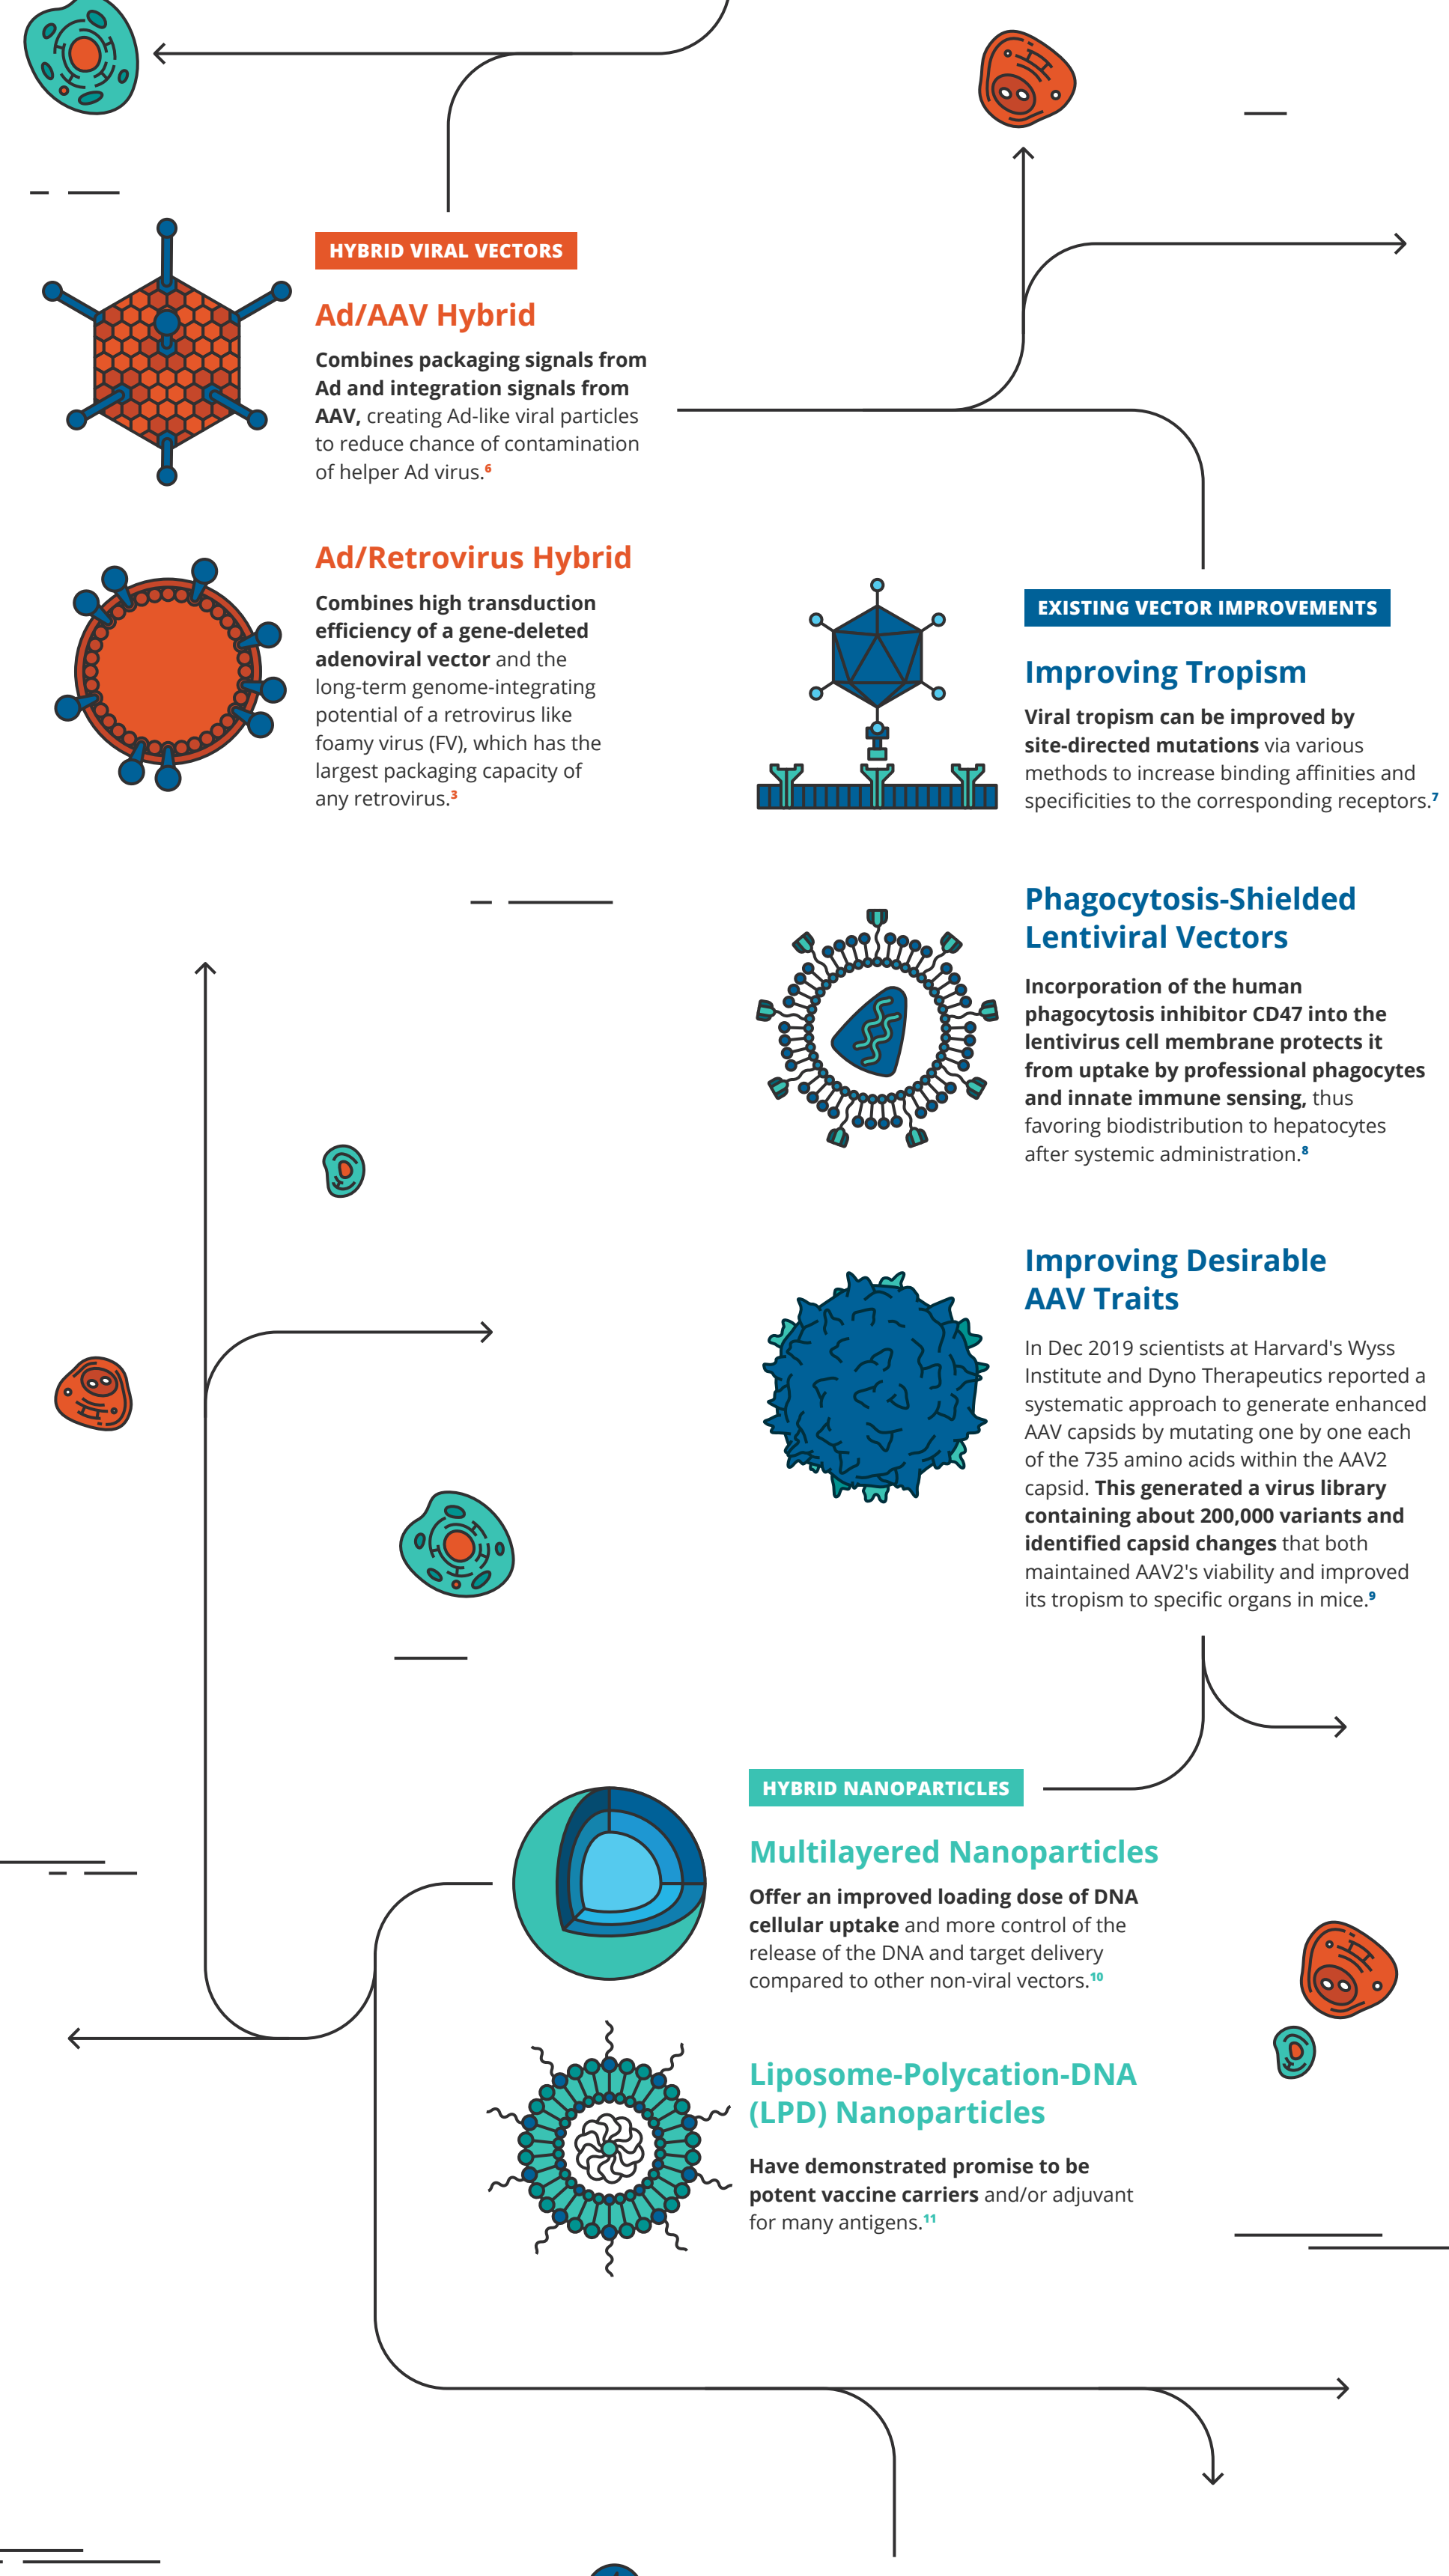 HYBRID VIRAL VECTORS
Ad/AAV Hybrid
Combines packaging signals from
Ad and integration signals from
AAV, creating Ad-like viral particles
to reduce chance of contamination
of helper Ad virus.6
Ad/Retrovirus Hybrid
Combines high transduction
efficiency of a gene-deleted
adenoviral vector and the
long-term genome-integrating
potential of a retrovirus like
foamy virus (FV), which has the
largest packaging capacity of
any retrovirus.3
EXISTING VECTOR IMPROVEMENTS
Improving Tropism
Viral tropism can be improved by
site-directed mutations via various
methods to increase binding affinities and
specificities to the corresponding receptors.7
Phagocytosis-Shielded
Lentiviral Vectors
Incorporation of the human
phagocytosis inhibitor CD47 into the
lentivirus cell membrane protects it
from uptake by professional phagocytes
and innate immune sensing, thus
favoring biodistribution to hepatocytes
after systemic administration.8
Improving Desirable
AAV Traits
In Dec 2019 scientists at Harvard's Wyss
Institute and Dyno Therapeutics reported a
systematic approach to generate enhanced
AAV capsids by mutating one by one each
of the 735 amino acids within the AAV2
capsid. This generated a virus library
containing about 200,000 variants and
identified capsid changes that both
maintained AAV2's viability and improved
its tropism to specific organs in mice.9
HYBRID NANOPARTICLES
Multilayered Nanoparticles
Offer an improved loading dose of DNA
cellular uptake and more control of the
release of the DNA and target delivery
compared to other non-viral vectors.10
Liposome-Polycation-DNA
(LPD) Nanoparticles
Have demonstrated promise to be
potent vaccine carriers and/or adjuvant
for many antigens.11